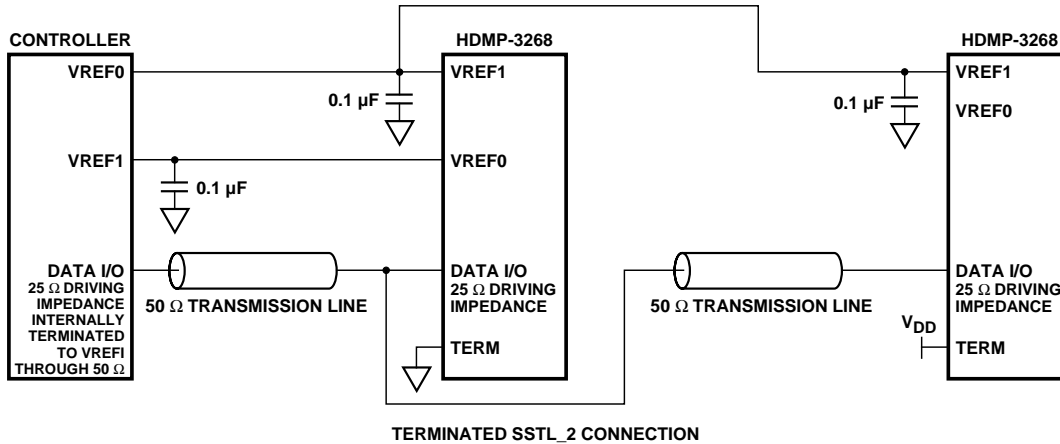 CONTROLLER
VREF0
VREF1
DATA I/O
25 Ω DRIVING
IMPEDANCE
INTERNALLY
TERMINATED
TO VREFI
THROUGH 50 Ω
0.1 µF
0.1 µF
50 Ω TRANSMISSION LINE
HDMP-3268
VREF1
VREF0
DATA I/O
25 Ω DRIVING
IMPEDANCE
TERM
50 Ω TRANSMISSION LINE
0.1 µF
VDD
HDMP-3268
VREF1
VREF0
DATA I/O
25 Ω DRIVING
IMPEDANCE
TERM
TERMINATED SSTL_2 CONNECTION